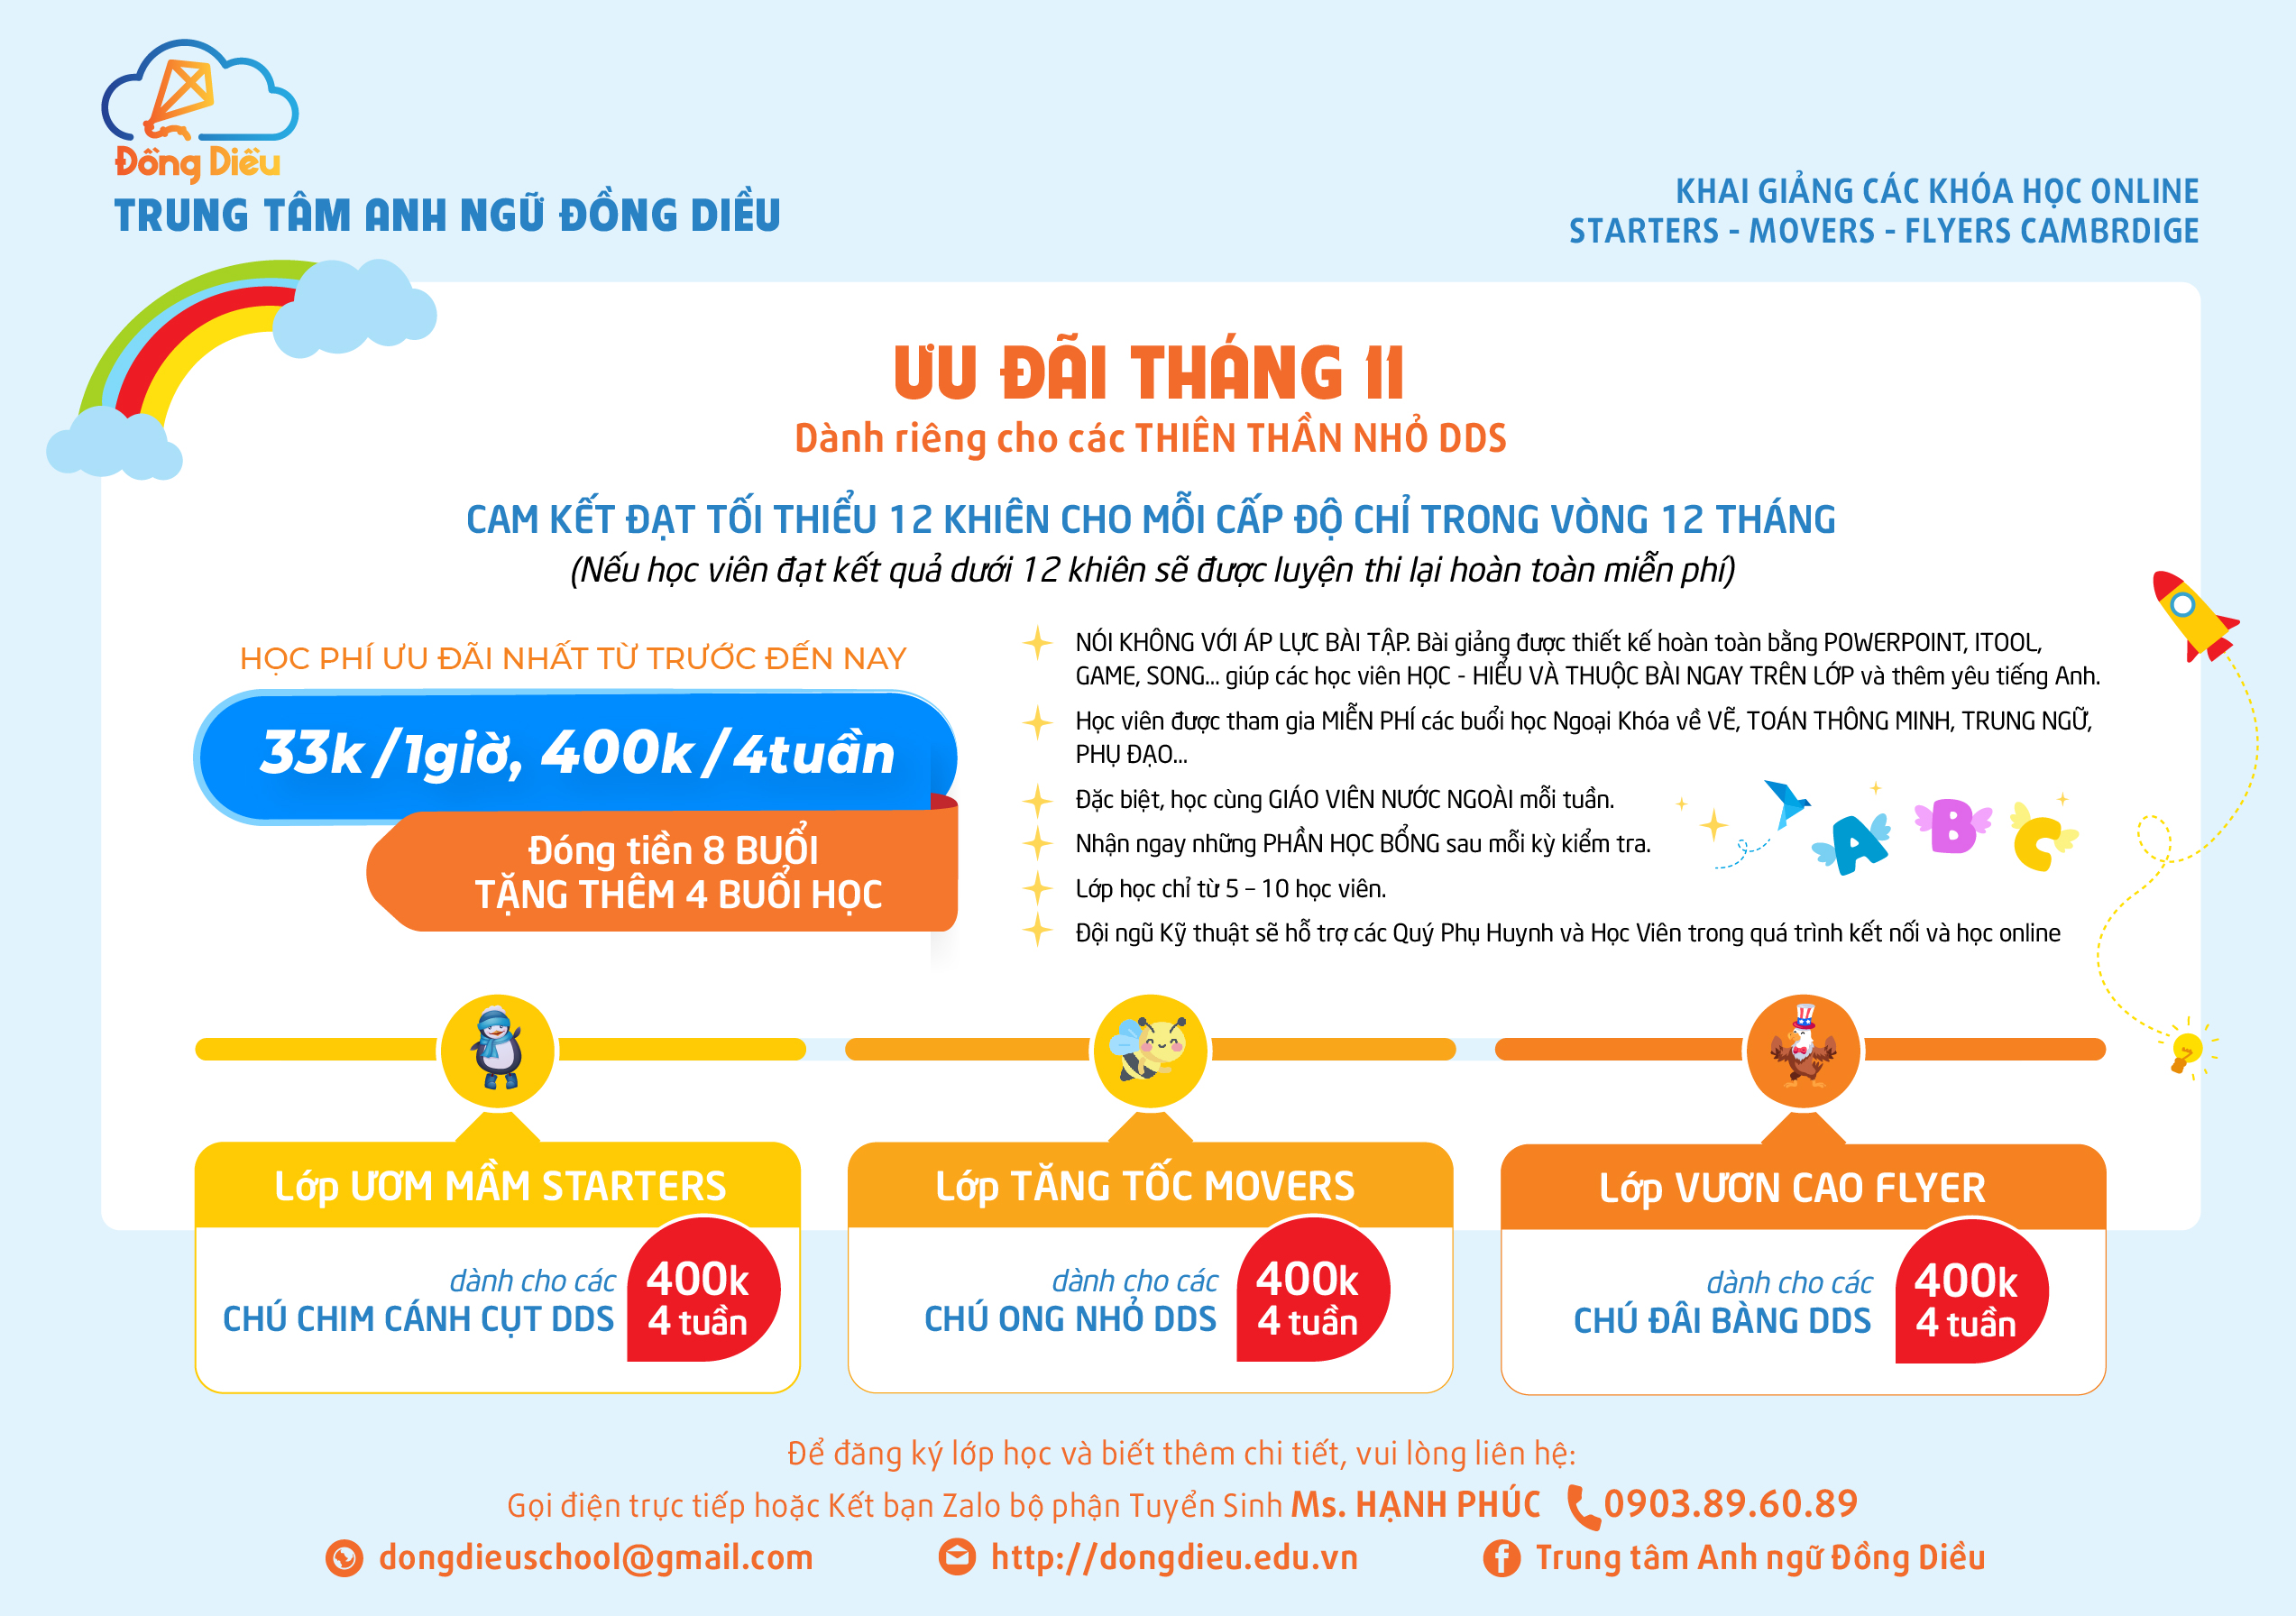 Đồng Diều
TRUNG TÂM ANH NGỮ ĐỒNG DIỀU
KHAI GIẢNG CÁC KHÓA HỌC ONLINE
STARTERS - MOVERS - FLYERS CAMBRDIGE
ƯU ĐÃI THÁNG 11
Dành riêng cho các THIÊN THẦN NHỎ DDS
CAM KẾT ĐẠT TỐI THIỂU 12 KHIÊN CHO MỖI CẤP ĐỘ CHỈ TRONG VÒNG 12 THÁNG
(Nếu học viên đạt kết quả dưới 12 khiên sẽ được luyện thi lại hoàn toàn miễn phí)
HỌC PHÍ ƯU ĐÃI NHẤT TỪ TRƯỚC ĐẾN NAY
33k/1giờ, 400k/4tuần
Đóng tiền 8 BUỔI
TẶNG THÊM 4 BUỔI HỌC
NÓI KHÔNG VỚI ÁP LỰC BÀI TẬP. Bài giảng được thiết kế hoàn toàn bằng POWERPOINT, ITOOL,
GAME, SONG... giúp các học viên HỌC - HIỂU VÀ THUỘC BÀI NGAY TRÊN LỚP và thêm yêu tiếng Anh.
Học viên được tham gia MIỄN PHÍ các buổi học Ngoại Khóa về VẼ, TOÁN THÔNG MINH, TRUNG NGỮ,
PHỤ ĐẠO...
Đặc biệt, học cùng GIÁO VIÊN NƯỚC NGOÀI mỗi tuần.
Nhận ngay những PHẦN HỌC BỔNG sau mỗi kỳ kiểm tra.
Lớp học chỉ từ 5 – 10 học viên.
Đội ngũ Kỹ thuật sẽ hỗ trợ các Quý Phụ Huynh và Học Viên trong quá trình kết nối và học online
A B C
Lớp ƯƠM MẦM STARTERS
dành cho các
CHÚ CHIM CÁNH CỤT DDS
400k
4 tuần
Lớp TĂNG TỐC MOVERS
dành cho các
CHÚ ONG NHỎ DDS
400k
4 tuần
Lớp VƯƠN CAO FLYER
dành cho các
CHÚ ĐÂI BÀNG DDS
400k
4 tuần
Để đăng ký lớp học và biết thêm chi tiết, vui lòng liên hệ:
Gọi điện trực tiếp hoặc Kết bạn Zalo bộ phận Tuyển Sinh Ms. HẠNH PHÚC 0903.89.60.89
dongdieuschool@gmail.com http://dongdieu.edu.vn Trung tâm Anh ngữ Đồng Diều